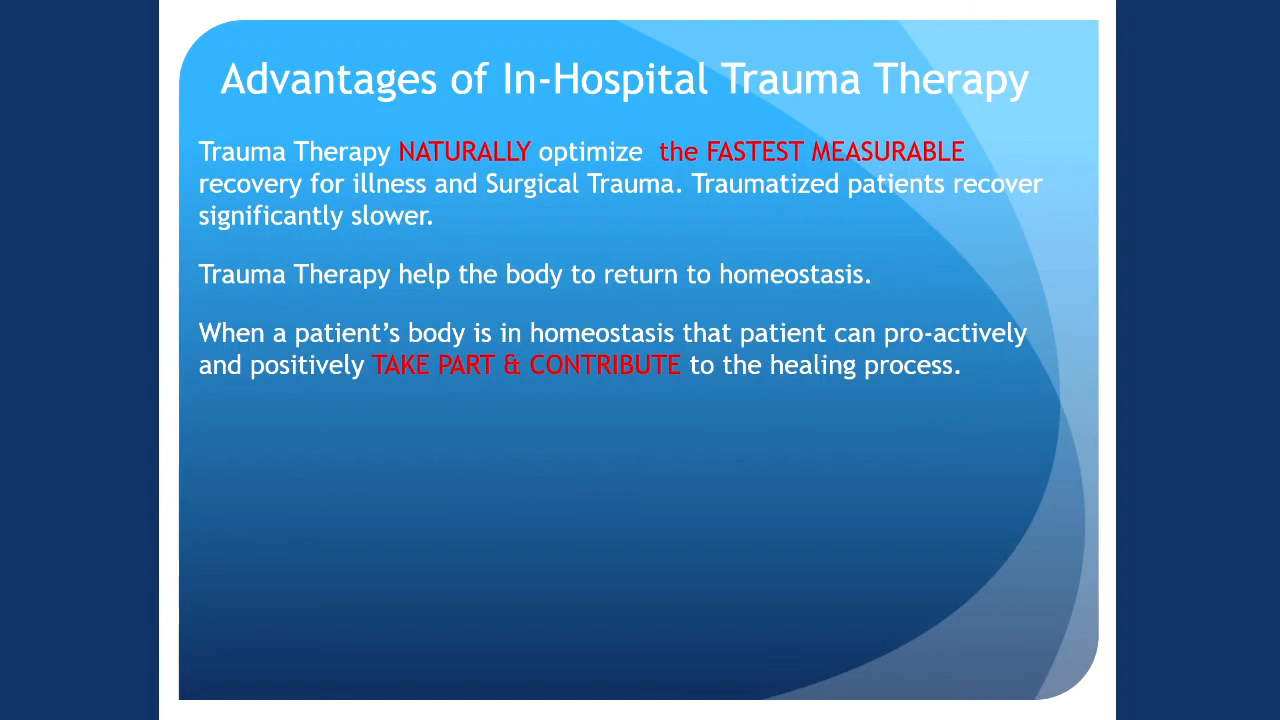 Advantages of In-Hospital Trauma Therapy
Trauma Therapy NATURALLY optimize  the FASTEST MEASURABLE
recovery for illness and Surgical Trauma. Traumatized patients recover
significantly slower.
Trauma Therapy help the body to return to homeostasis.
When a patient’s body is in homeostasis that patient can pro-actively
and positively TAKE PART & CONTRIBUTE to the healing process.